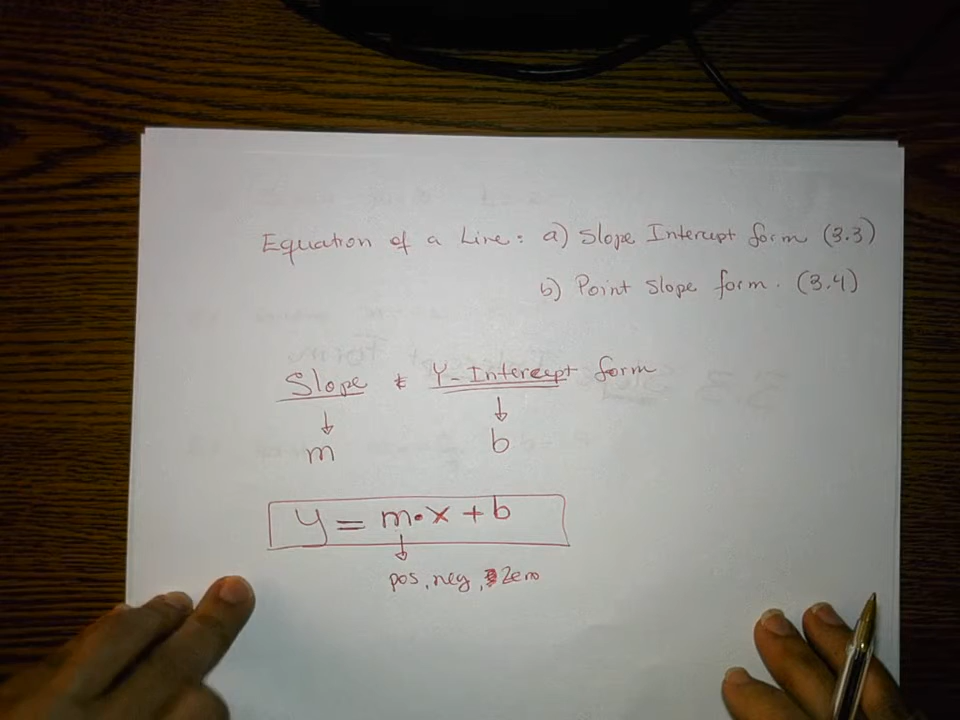 Equation of a Line: a) Slope Intercept form (3.3)
b) Point Slope form. (3.4)
Slope & Y-Intercept form
↓ ↓
m b
y = m·x + b
↓
pos, neg, Zero